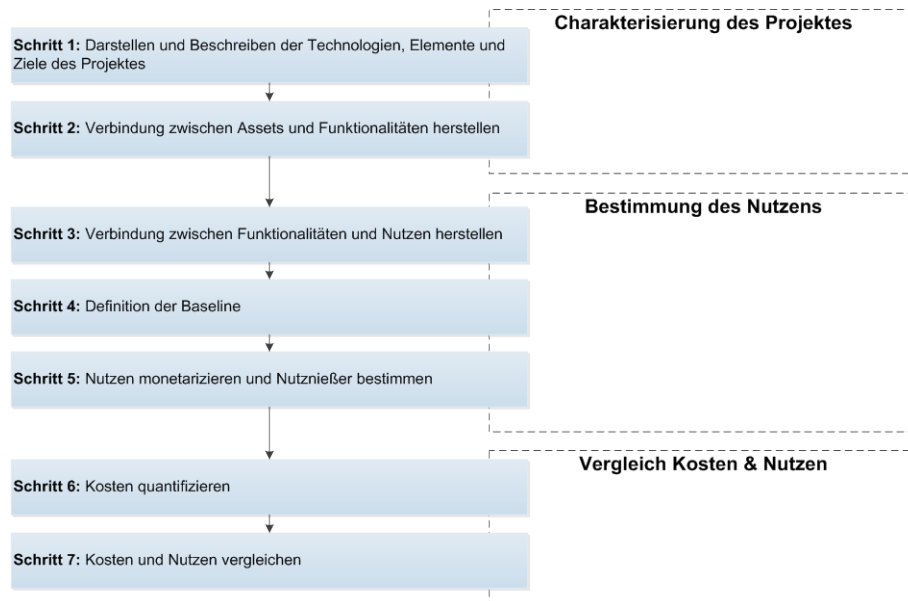 Charakterisierung des Projektes
Schritt 1: Darstellen und Beschreiben der Technologien, Elemente und
Ziele des Projektes
Schritt 2: Verbindung zwischen Assets und Funktionalitäten herstellen
Bestimmung des Nutzens
Schritt 3: Verbindung zwischen Funktionalitäten und Nutzen herstellen
Schritt 4: Definition der Baseline
Schritt 5: Nutzen monetarizieren und Nutznießer bestimmen
Vergleich Kosten & Nutzen
Schritt 6: Kosten quantifizieren
Schritt 7: Kosten und Nutzen vergleichen